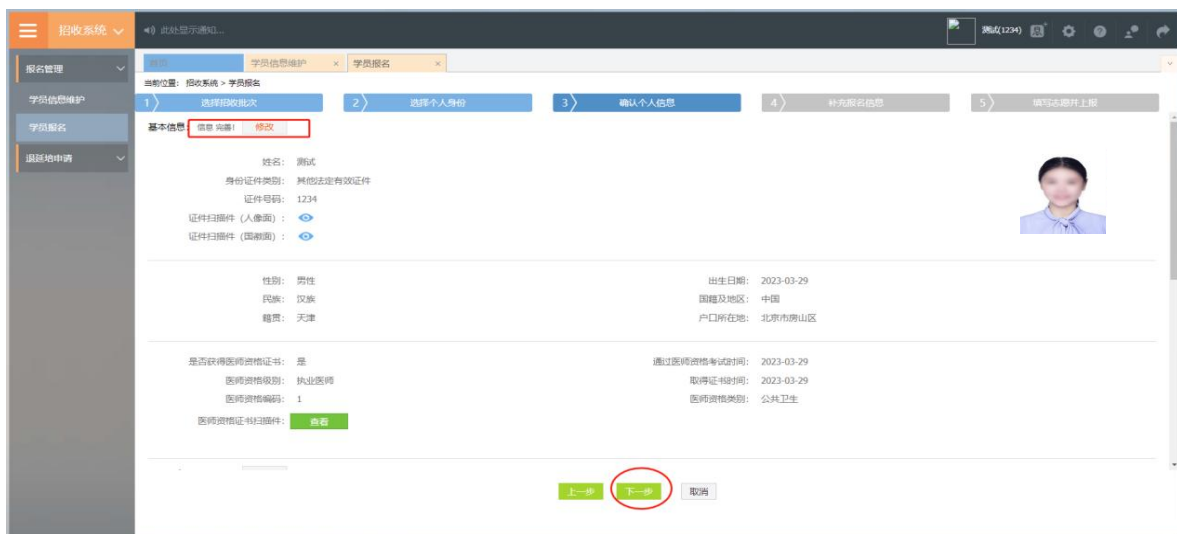 招收系统
此处显示通知...
测试(1234)
报名管理
学员信息维护
学员报名
退延培申请
首页
学员信息维护 ×
学员报名 ×
当前位置: 招收系统 > 学员报名
1 选择招收批次
2 选择个人身份
3 确认个人信息
4 补充报名信息
5 填写志愿并上报
基本信息: 信息 完善! 修改
姓名: 测试
身份证件类别: 其他法定有效证件
证件号码: 1234
证件扫描件 (人像面) :
证件扫描件 (国徽面) :
性别: 男性
出生日期: 2023-03-29
民族: 汉族
国籍及地区: 中国
籍贯: 天津
户口所在地: 北京市房山区
是否获得医师资格证书: 是
通过医师资格考试时间: 2023-03-29
医师资格级别: 执业医师
取得证书时间: 2023-03-29
医师资格编码: 1
医师资格类别: 公共卫生
医师资格证书扫描件: 查看
上一步
下一步
取消